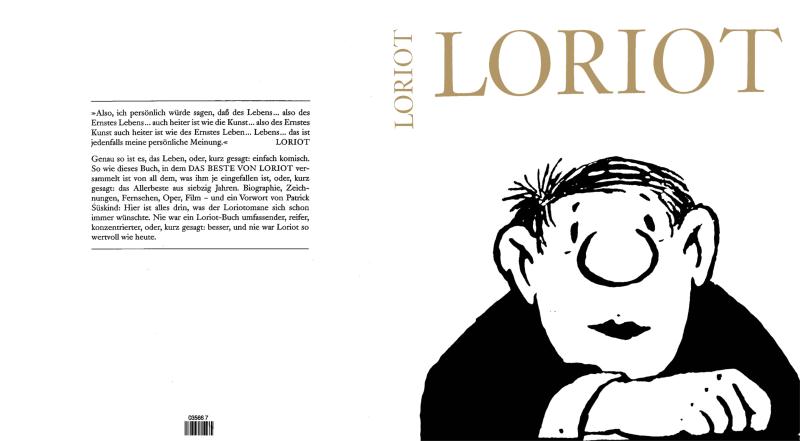 »Also, ich persönlich würde sagen, daß des Lebens... also des
Ernstes Lebens... auch heiter ist wie die Kunst... also des Ernstes
Kunst auch heiter ist wie des Ernstes Leben... Lebens... das ist
jedenfalls meine persönliche Meinung.« LORIOT
Genau so ist es, das Leben, oder, kurz gesagt: einfach komisch.
So wie dieses Buch, in dem DAS BESTE VON LORIOT ver-
sammelt ist von all dem, was ihm je eingefallen ist, oder, kurz
gesagt: das Allerbeste aus siebzig Jahren. Biographie, Zeich-
nungen, Fernsehen, Oper, Film – und ein Vorwort von Patrick
Süskind: Hier ist alles drin, was der Loriotomane sich schon
immer wünschte. Nie war ein Loriot-Buch umfassender, reifer,
konzentrierter, oder, kurz gesagt: besser, und nie war Loriot so
wertvoll wie heute.
03566 7
LORIOT
LORIOT